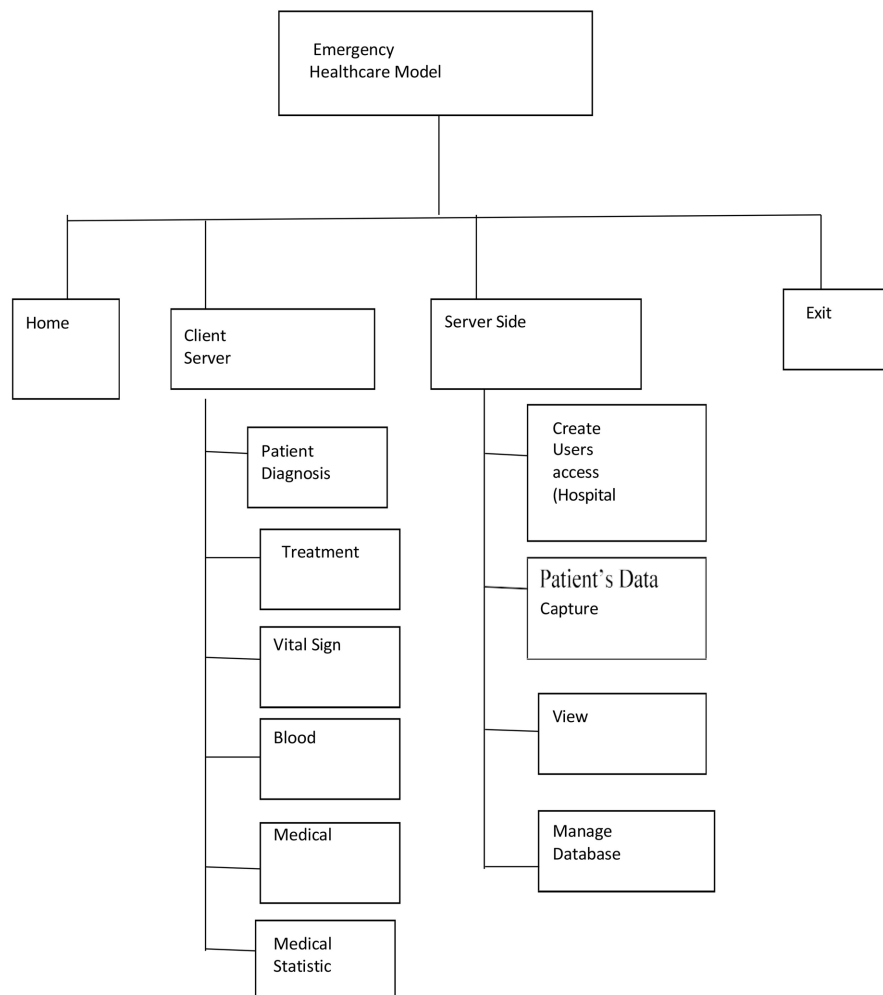 Emergency
Healthcare Model
Home
Client
Server
Server Side
Exit
Patient
Diagnosis
Treatment
Vital Sign
Blood
Medical
Medical
Statistic
Create
Users
access
(Hospital
Patient's Data
Capture
View
Manage
Database